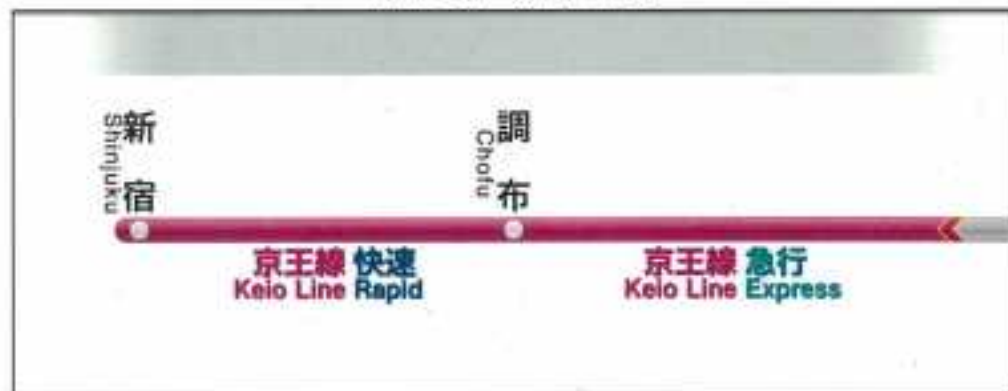 新宿
Shinjuku
調布
Chofu
京王線 快速
Keio Line Rapid
京王線 急行
Keio Line Express